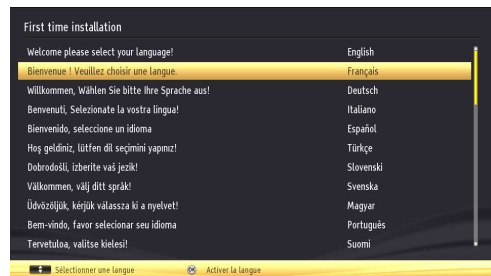 First time installation
Welcome please select your language! English
Bienvenue ! Veuillez choisir une langue. Français
Willkommen, Wählen Sie bitte Ihre Sprache aus! Deutsch
Benvenuti, Selezionate la vostra lingua! Italiano
Bienvenido, seleccione un idioma Español
Hoş geldiniz, lütfen dil seçimini yapınız! Türkçe
Dobrodošli, izberite vaš jezik! Slovenski
Välkommen, välj ditt språk! Svenska
Üdvözöljük, kérjük válassza ki a nyelvet! Magyar
Bem-vindo, favor selecionar seu idioma Português
Tervetuloa, valitse kielesi! Suomi
Sélectionner une langue OK Activer la langue